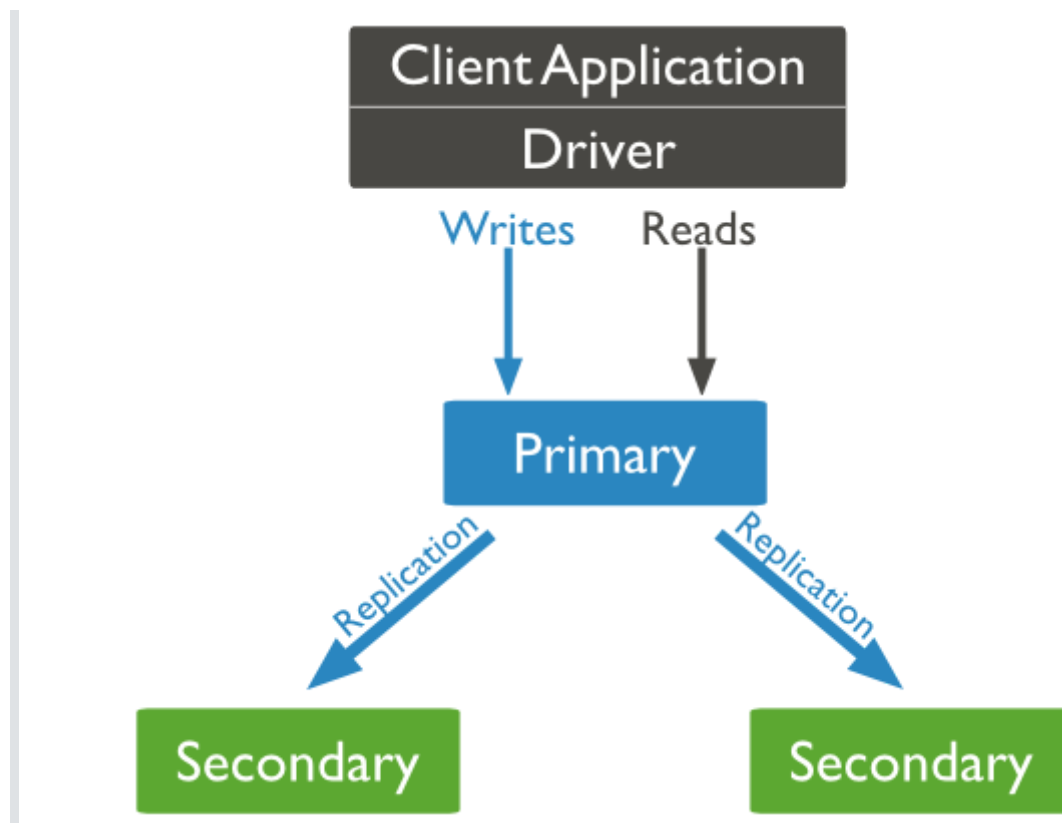 Client Application
Driver
Writes
Reads
Primary
Replication
Replication
Secondary
Secondary